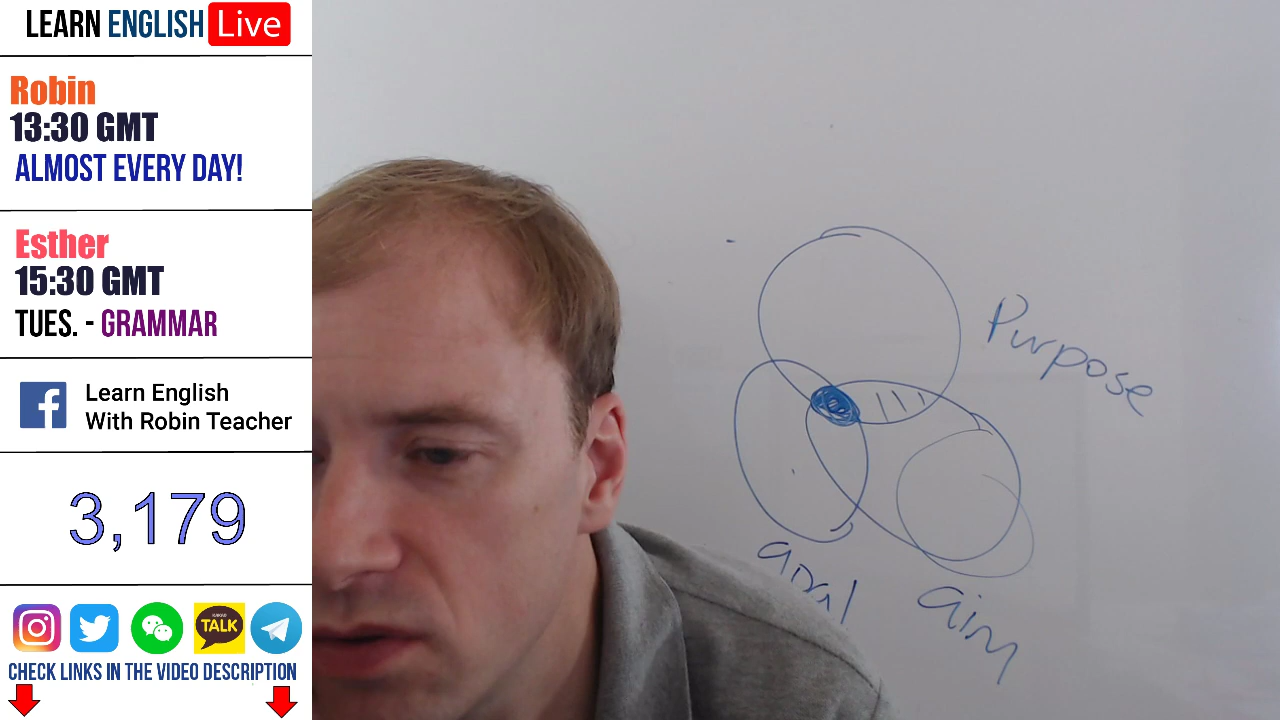 LEARN ENGLISH Live
Robin
13:30 GMT
ALMOST EVERY DAY!
Esther
15:30 GMT
TUES. - GRAMMAR
f
Learn English
With Robin Teacher
3,179
TALK
CHECK LINKS IN THE VIDEO DESCRIPTION
Purpose
Goal
aim